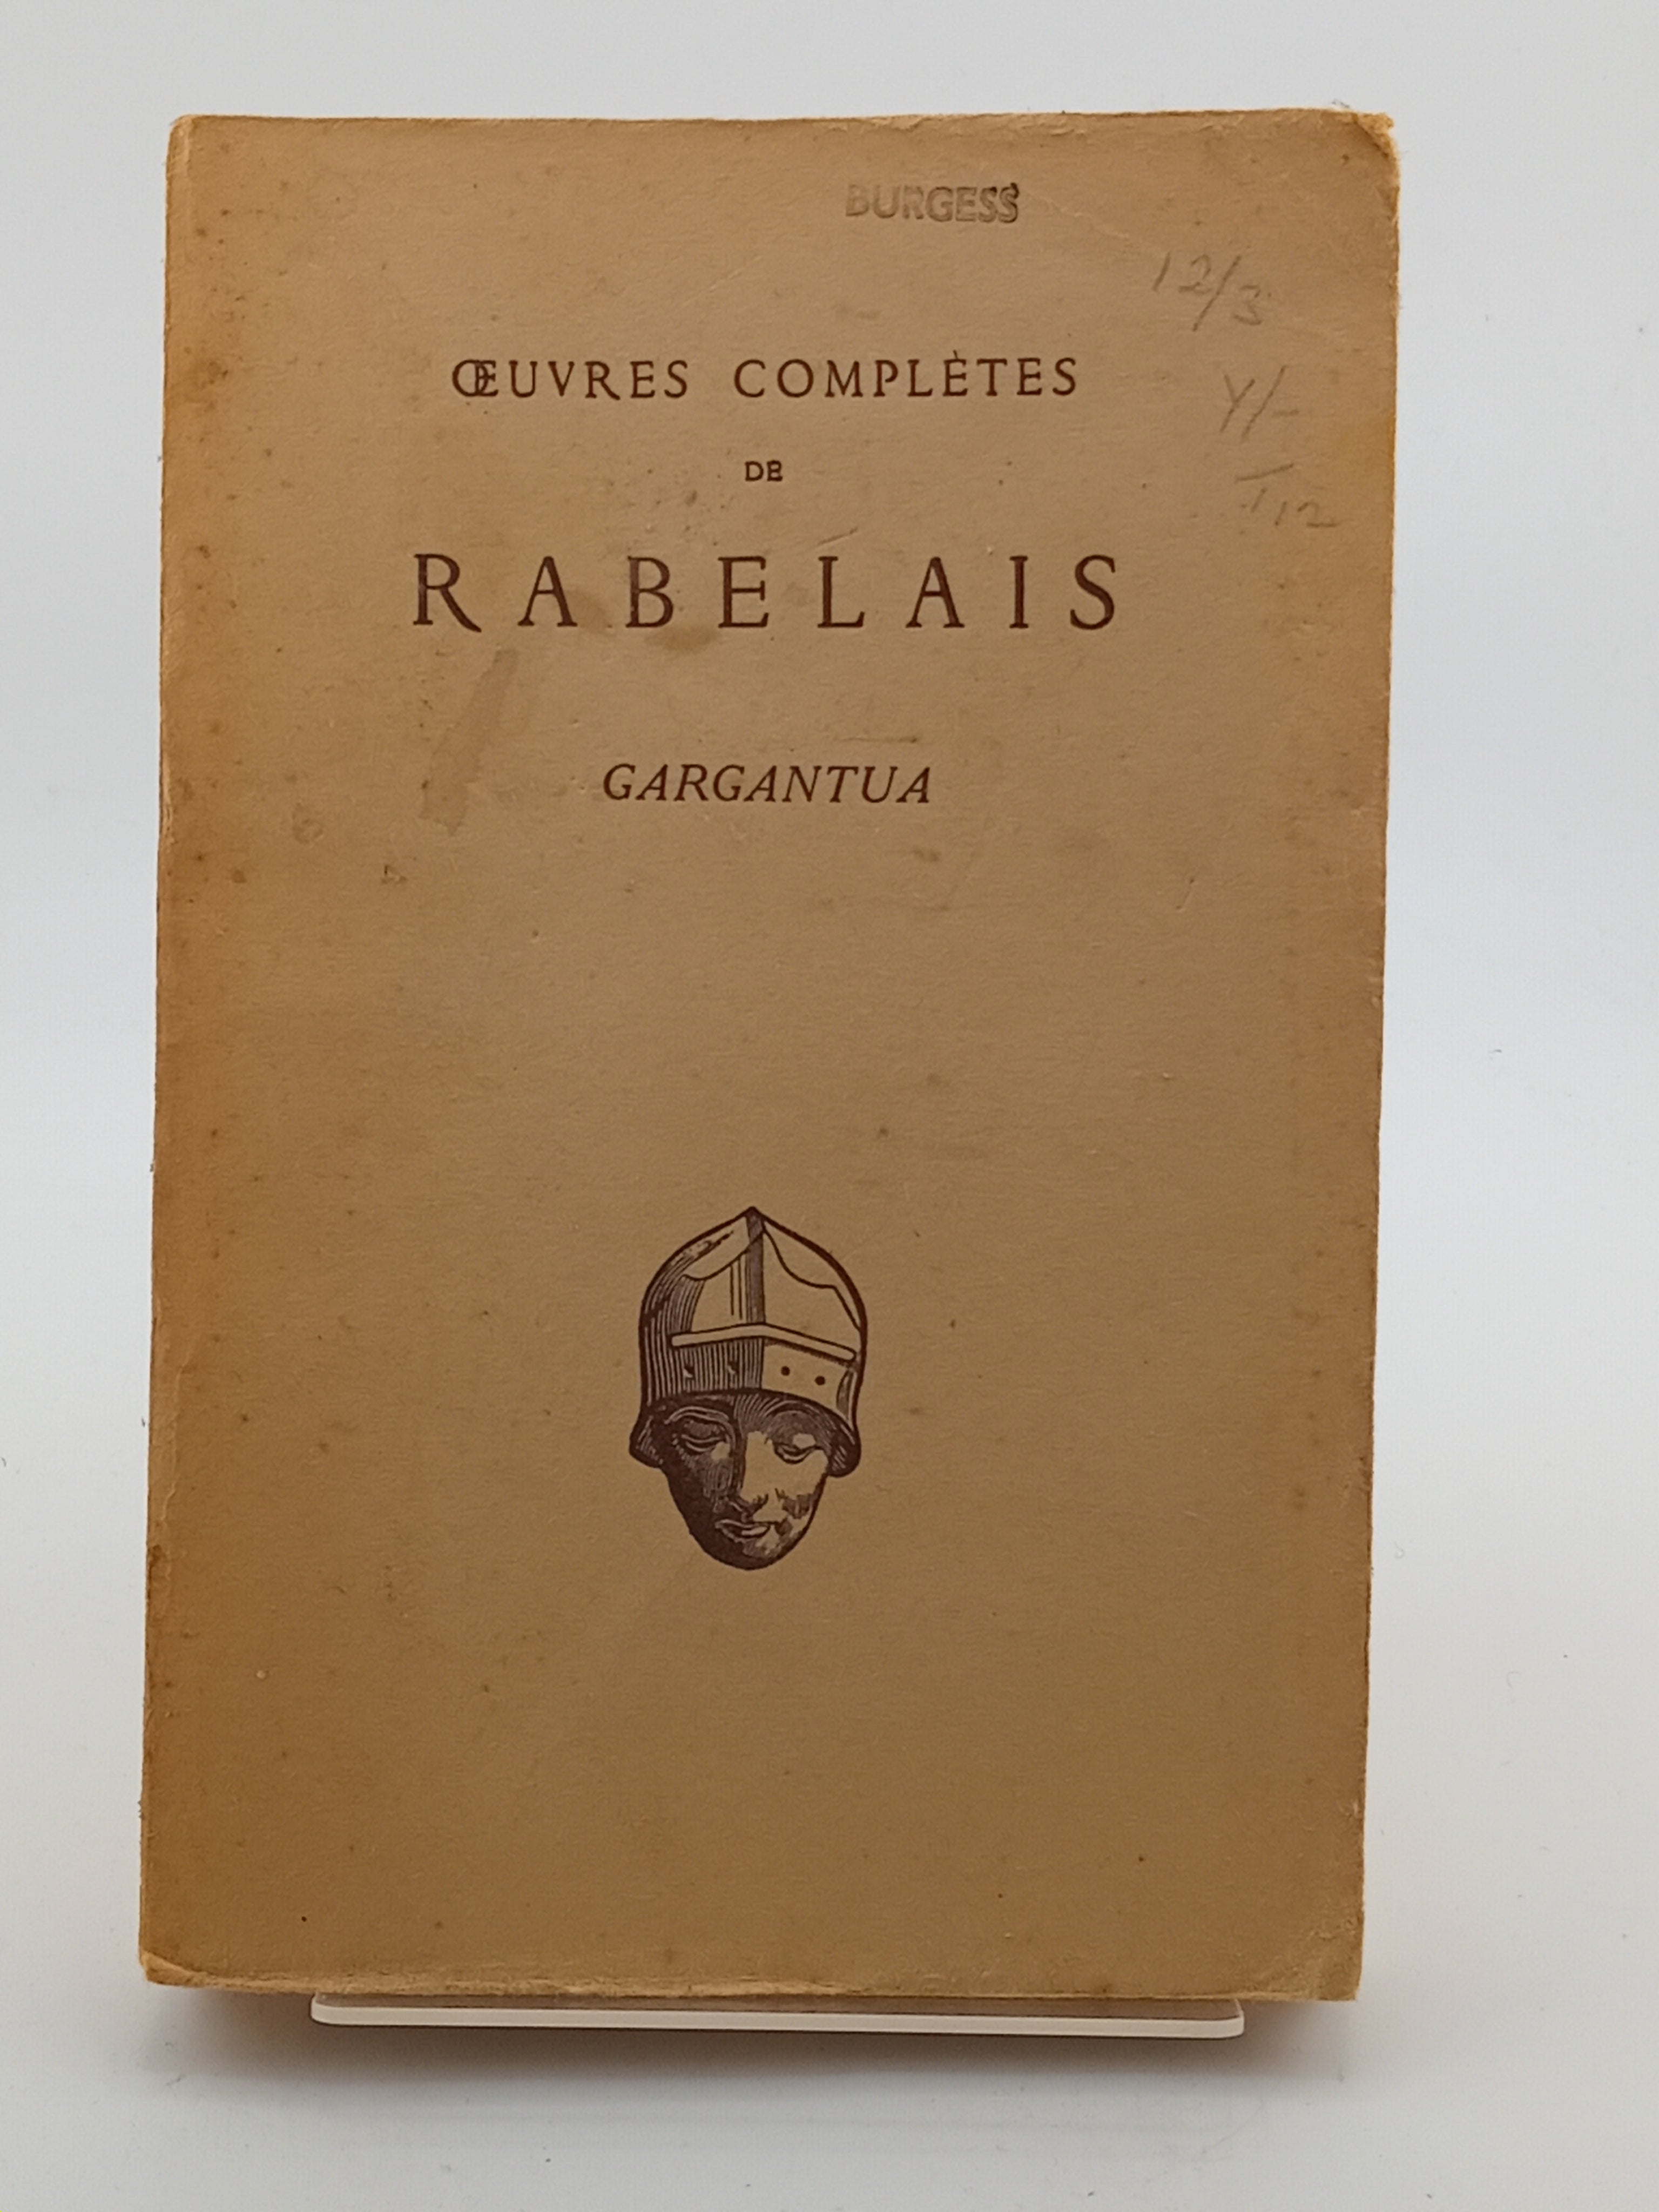 BURGESS
12/3
Y/-
ŒUVRES COMPLÈTES
DE
RABELAIS
GARGANTUA